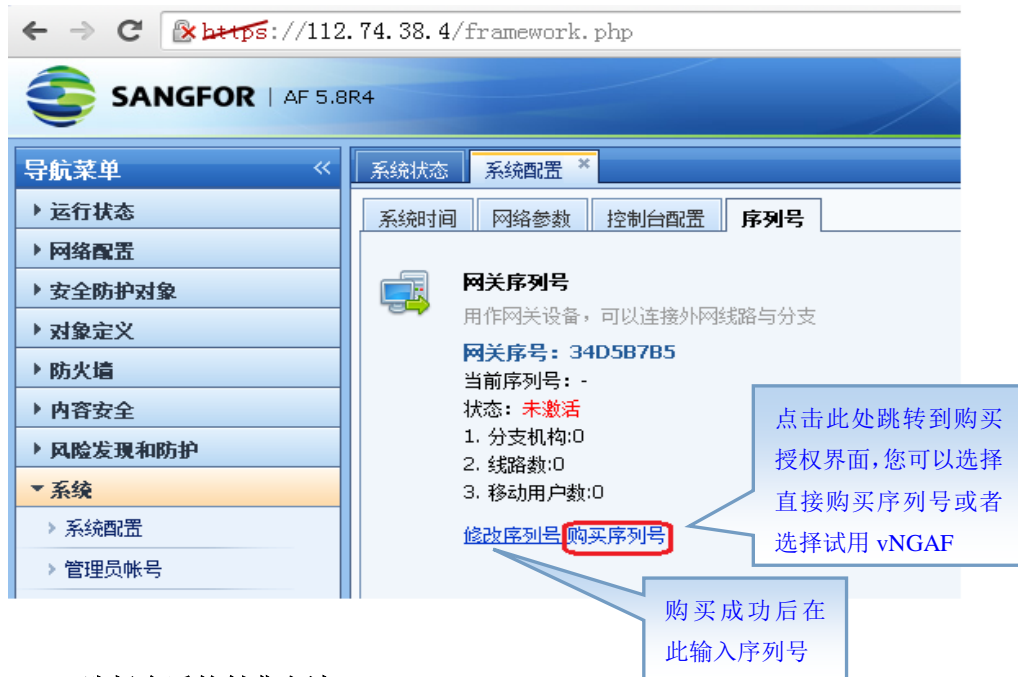 https://112.74.38.4/framework.php
SANGFOR | AF 5.8R4
导航菜单
运行状态
网络配置
安全防护对象
对象定义
防火墙
内容安全
风险发现和防护
系统
系统配置
管理员帐号
系统状态 系统配置
系统时间 网络参数 控制台配置 序列号
网关序列号
用作网关设备，可以连接外网线路与分支
网关序号：34D5B7B5
当前序列号：-
状态：未激活
1. 分支机构:0
2. 线路数:0
3. 移动用户数:0
修改序列号 购买序列号
点击此处跳转到购买
授权界面，您可以选择
直接购买序列号或者
选择试用 vNGAF
购买成功后在
此输入序列号